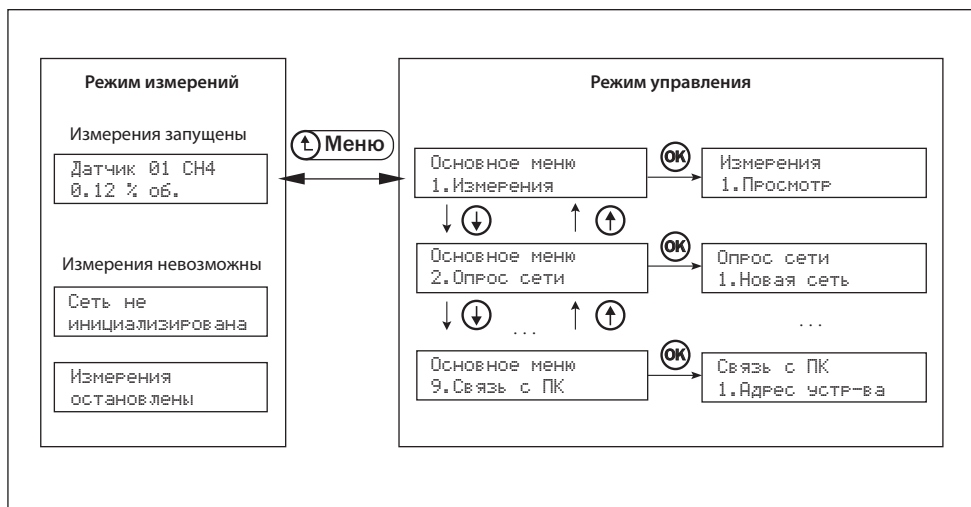 Режим измерений
Измерения запущены
Датчик 01 CH4
0.12 % об.
Измерения невозможны
Сеть не
инициализирована
Измерения
остановлены
Меню
Режим управления
Основное меню
1.Измерения
OK
Измерения
1.Просмотр
Основное меню
2.Опрос сети
OK
Опрос сети
1.Новая сеть
...
...
Основное меню
9.Связь с ПК
OK
Связь с ПК
1.Адрес устр-ва